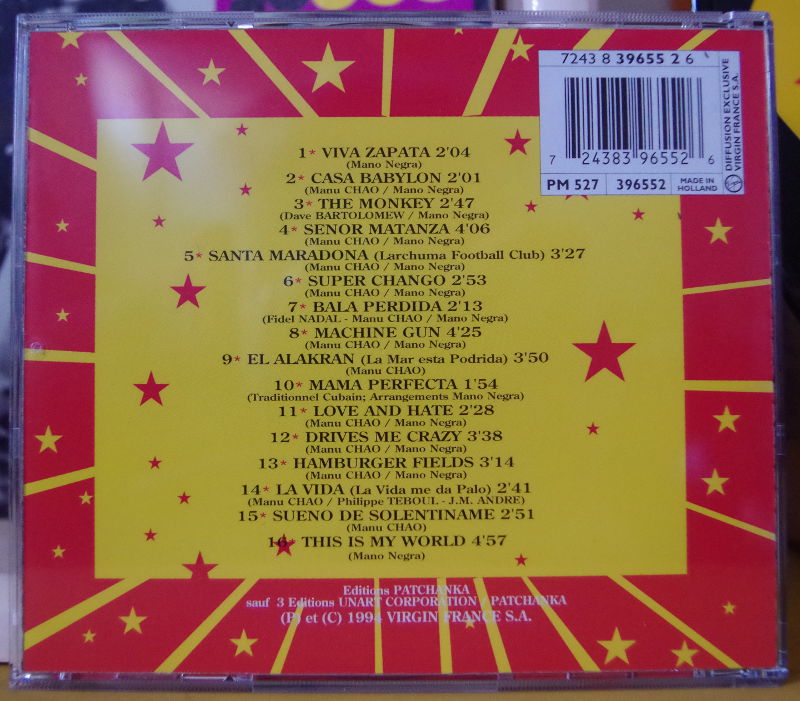 7243 8 39655 2 6
7 24383 96552 6
PM 527 396552 MADE IN HOLLAND
DIFFUSION EXCLUSIVE
VIRGIN FRANCE S.A.
1* VIVA ZAPATA 2'04
(Mano Negra)
2* CASA BABYLON 2'01
(Manu CHAO / Mano Negra)
3* THE MONKEY 2'47
(Dave BARTOLOMEW / Mano Negra)
4* SENOR MATANZA 4'06
(Manu CHAO / Mano Negra)
5* SANTA MARADONA (Larchuma Football Club) 3'27
(Manu CHAO / Mano Negra)
6* SUPER CHANGO 2'53
(Manu CHAO / Mano Negra)
7* BALA PERDIDA 2'13
(Fidel NADAL - Manu CHAO / Mano Negra)
8* MACHINE GUN 4'25
(Manu CHAO / Mano Negra)
9* EL ALAKRAN (La Mar esta Podrida) 3'50
(Manu CHAO)
10* MAMA PERFECTA 1'54
(Traditionnel Cubain; Arrangements Mano Negra)
11* LOVE AND HATE 2'28
(Manu CHAO / Mano Negra)
12* DRIVES ME CRAZY 3'38
(Manu CHAO / Mano Negra)
13* HAMBURGER FIELDS 3'14
(Manu CHAO / Mano Negra)
14* LA VIDA (La Vida me da Palo) 2'41
(Manu CHAO / Philippe TEBOUL - J.M. ANDRE)
15* SUENO DE SOLENTINAME 2'51
(Manu CHAO)
16* THIS IS MY WORLD 4'57
(Mano Negra)
Editions PATCHANKA
sauf 3 Editions UNART CORPORATION / PATCHANKA
(P) et (C) 1994 VIRGIN FRANCE S.A.